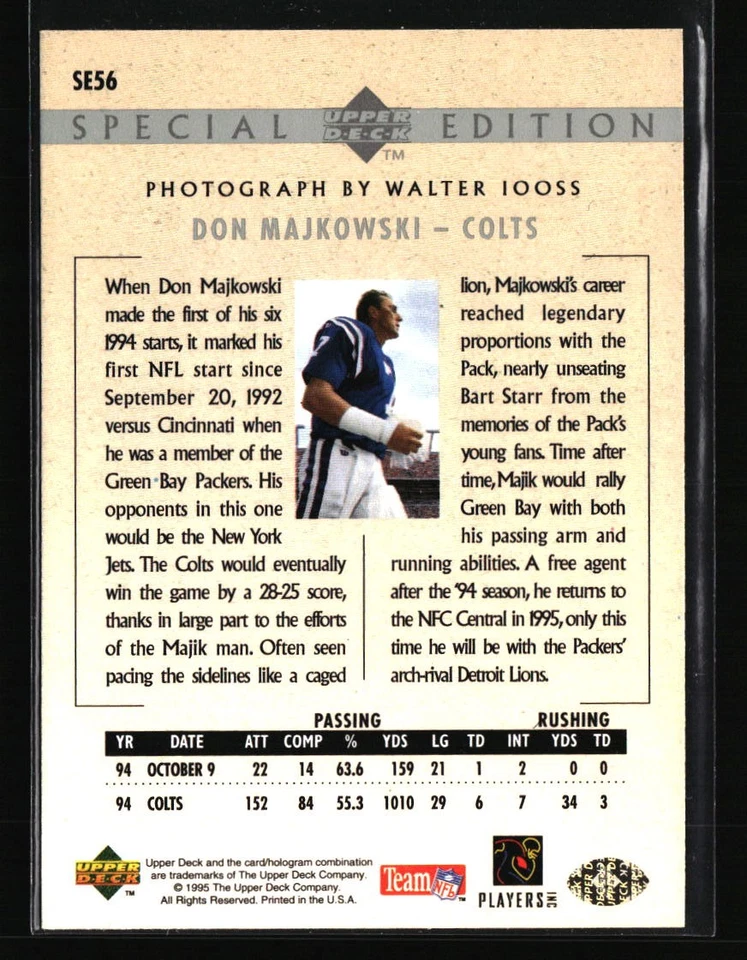 SE56
SPECIAL UPPER DECK EDITION
TM
PHOTOGRAPH BY WALTER IOOSS
DON MAJKOWSKI – COLTS
When Don Majkowski
made the first of his six
1994 starts, it marked his
first NFL start since
September 20, 1992
versus Cincinnati when
he was a member of the
Green Bay Packers. His
opponents in this one
would be the New York
Jets. The Colts would eventually
win the game by a 28-25 score,
thanks in large part to the efforts
of the Majik man. Often seen
pacing the sidelines like a caged
lion, Majkowski's career
reached legendary
proportions with the
Pack, nearly unseating
Bart Starr from the
memories of the Pack's
young fans. Time after
time, Majik would rally
Green Bay with both
his passing arm and
running abilities. A free agent
after the '94 season, he returns to
the NFC Central in 1995, only this
time he will be with the Packers'
arch-rival Detroit Lions.
PASSING RUSHING
YR DATE ATT COMP % YDS LG TD INT YDS TD
94 OCTOBER 9 22 14 63.6 159 21 1 2 0 0
94 COLTS 152 84 55.3 1010 29 6 7 34 3
UPPER DECK TM
Upper Deck and the card/hologram combination
are trademarks of The Upper Deck Company.
© 1995 The Upper Deck Company.
All Rights Reserved. Printed in the U.S.A.
Team NFL TM
PLAYERS INC